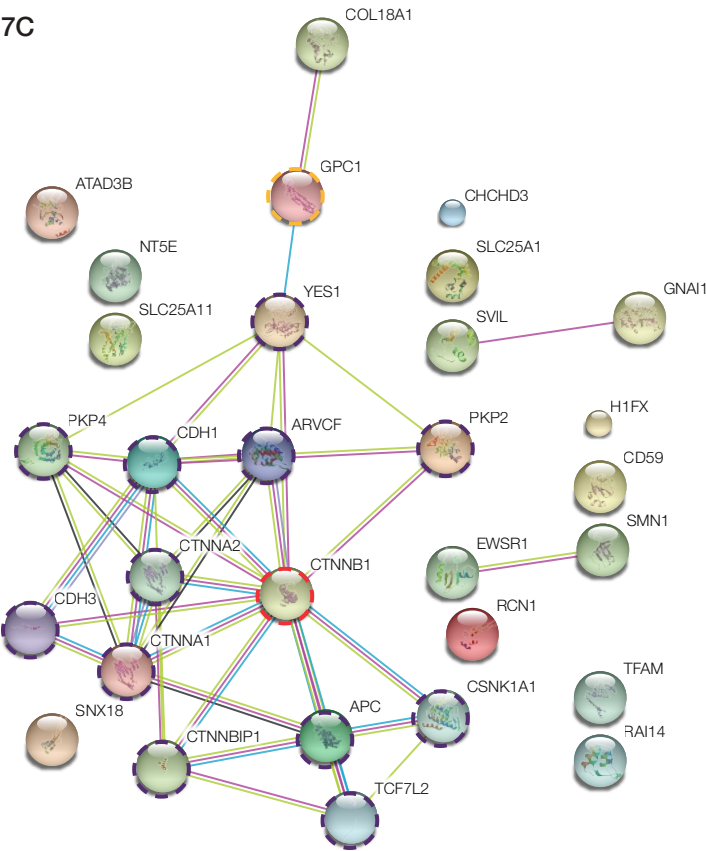 7C
COL18A1
GPC1
ATAD3B
CHCHD3
NT5E
SLC25A1
YES1
GNAI1
SLC25A11
SVIL
PKP4
CDH1
ARVCF
PKP2
H1FX
CD59
SMN1
CTNNA2
CTNNB1
EWSR1
CDH3
RCN1
CTNNA1
TFAM
SNX18
CSNK1A1
CTNNBIP1
APC
RAI14
TCF7L2